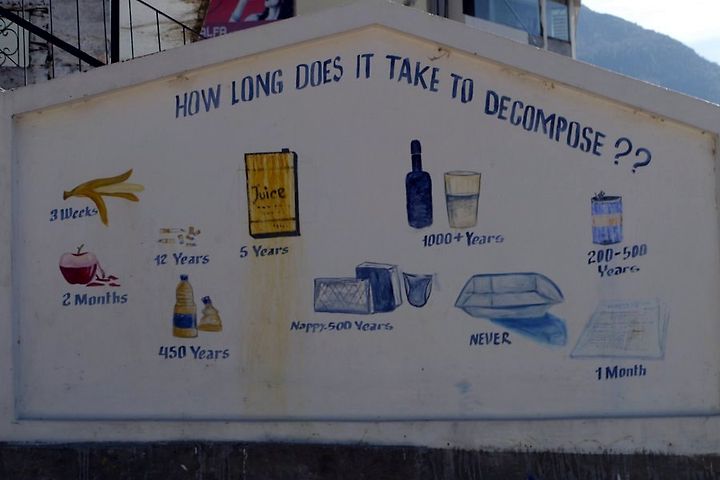 HOW LONG DOES IT TAKE TO DECOMPOSE ??
3 Weeks
2 Months
12 Years
450 Years
Juice
5 Years
Nappy.500 Years
1000+Years
NEVER
200-500
Years
1 Month